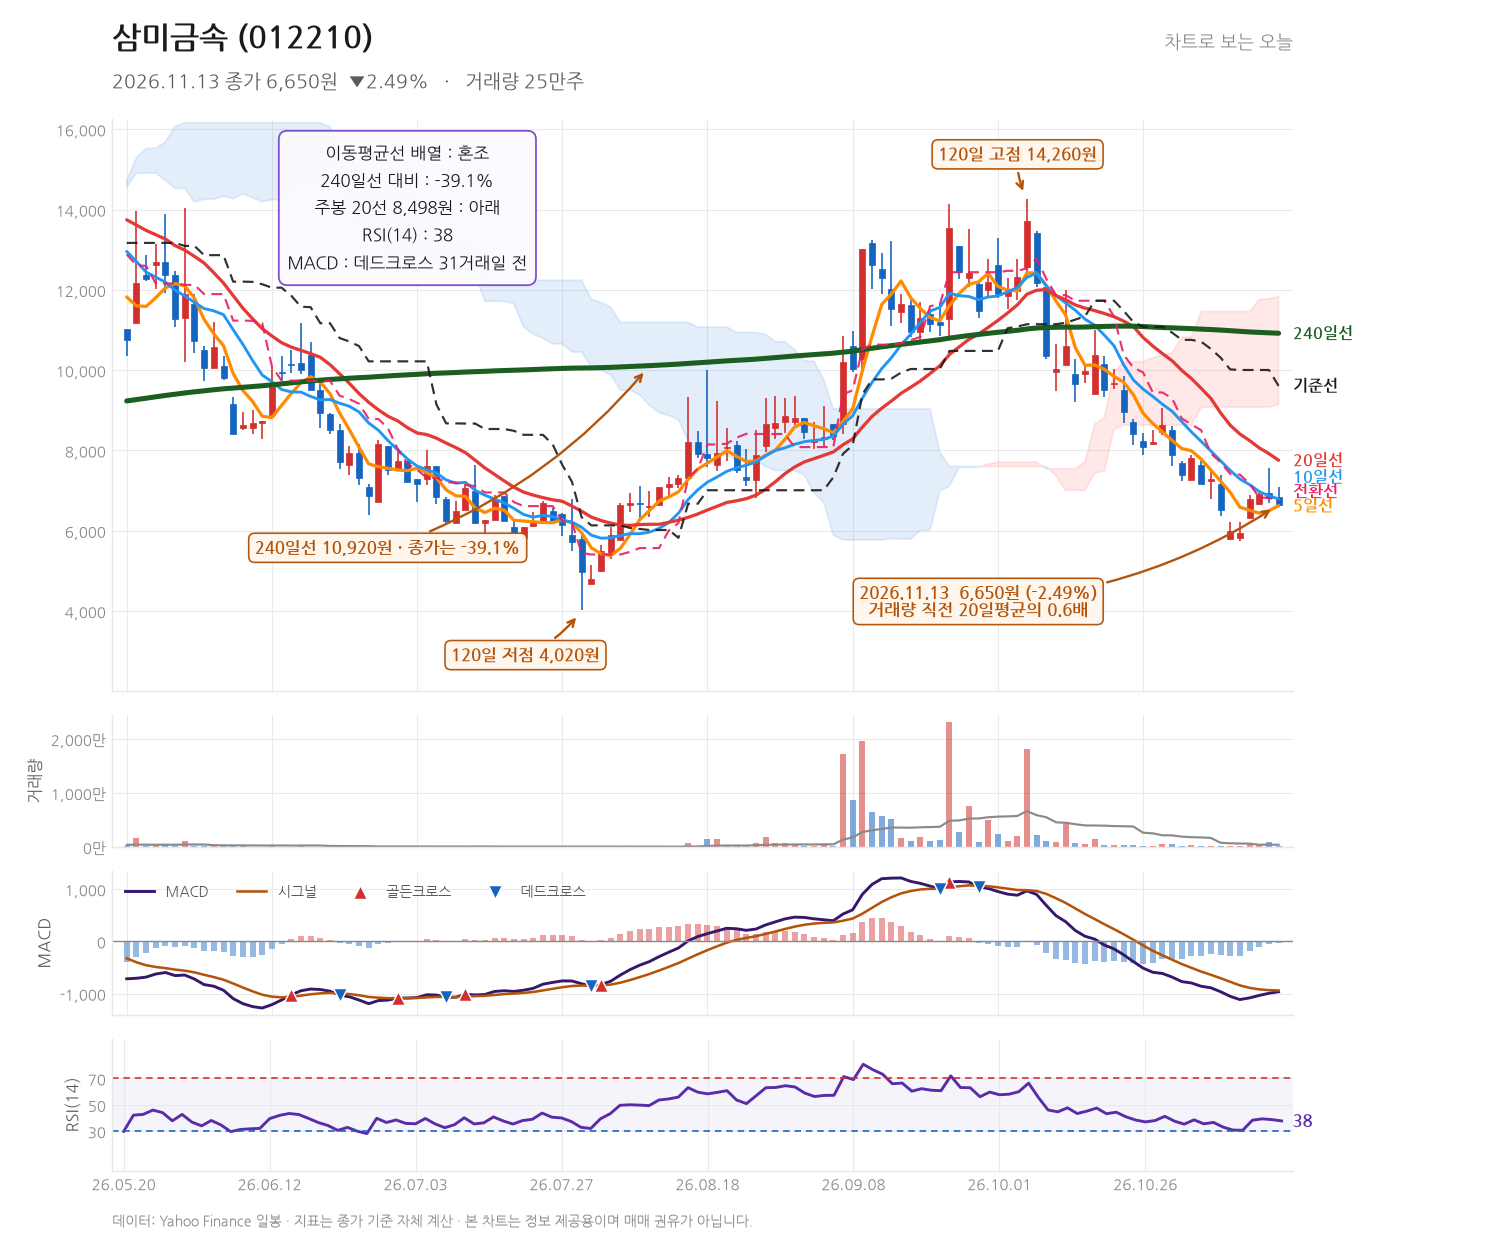 삼미금속 (012210)
차트로 보는 오늘
2026.11.13 종가 6,650원 ▼2.49% · 거래량 25만주
16,000
14,000
12,000
10,000
8,000
6,000
4,000
이동평균선 배열 : 혼조
240일선 대비 : -39.1%
주봉 20선 8,498원 : 아래
RSI(14) : 38
MACD : 데드크로스 31거래일 전
120일 고점 14,260원
240일선
기준선
20일선
10일선
전환선
5일선
240일선 10,920원 · 종가는 -39.1%
2026.11.13 6,650원 (-2.49%)
거래량 직전 20일평균의 0.6배
120일 저점 4,020원
거래량
2,000만
1,000만
0만
MACD
1,000
0
-1,000
MACD
시그널
▲ 골든크로스
▼ 데드크로스
RSI(14)
70
50
30
38
26.05.20
26.06.12
26.07.03
26.07.27
26.08.18
26.09.08
26.10.01
26.10.26
데이터: Yahoo Finance 일봉 · 지표는 종가 기준 자체 계산 · 본 차트는 정보 제공용이며 매매 권유가 아닙니다.